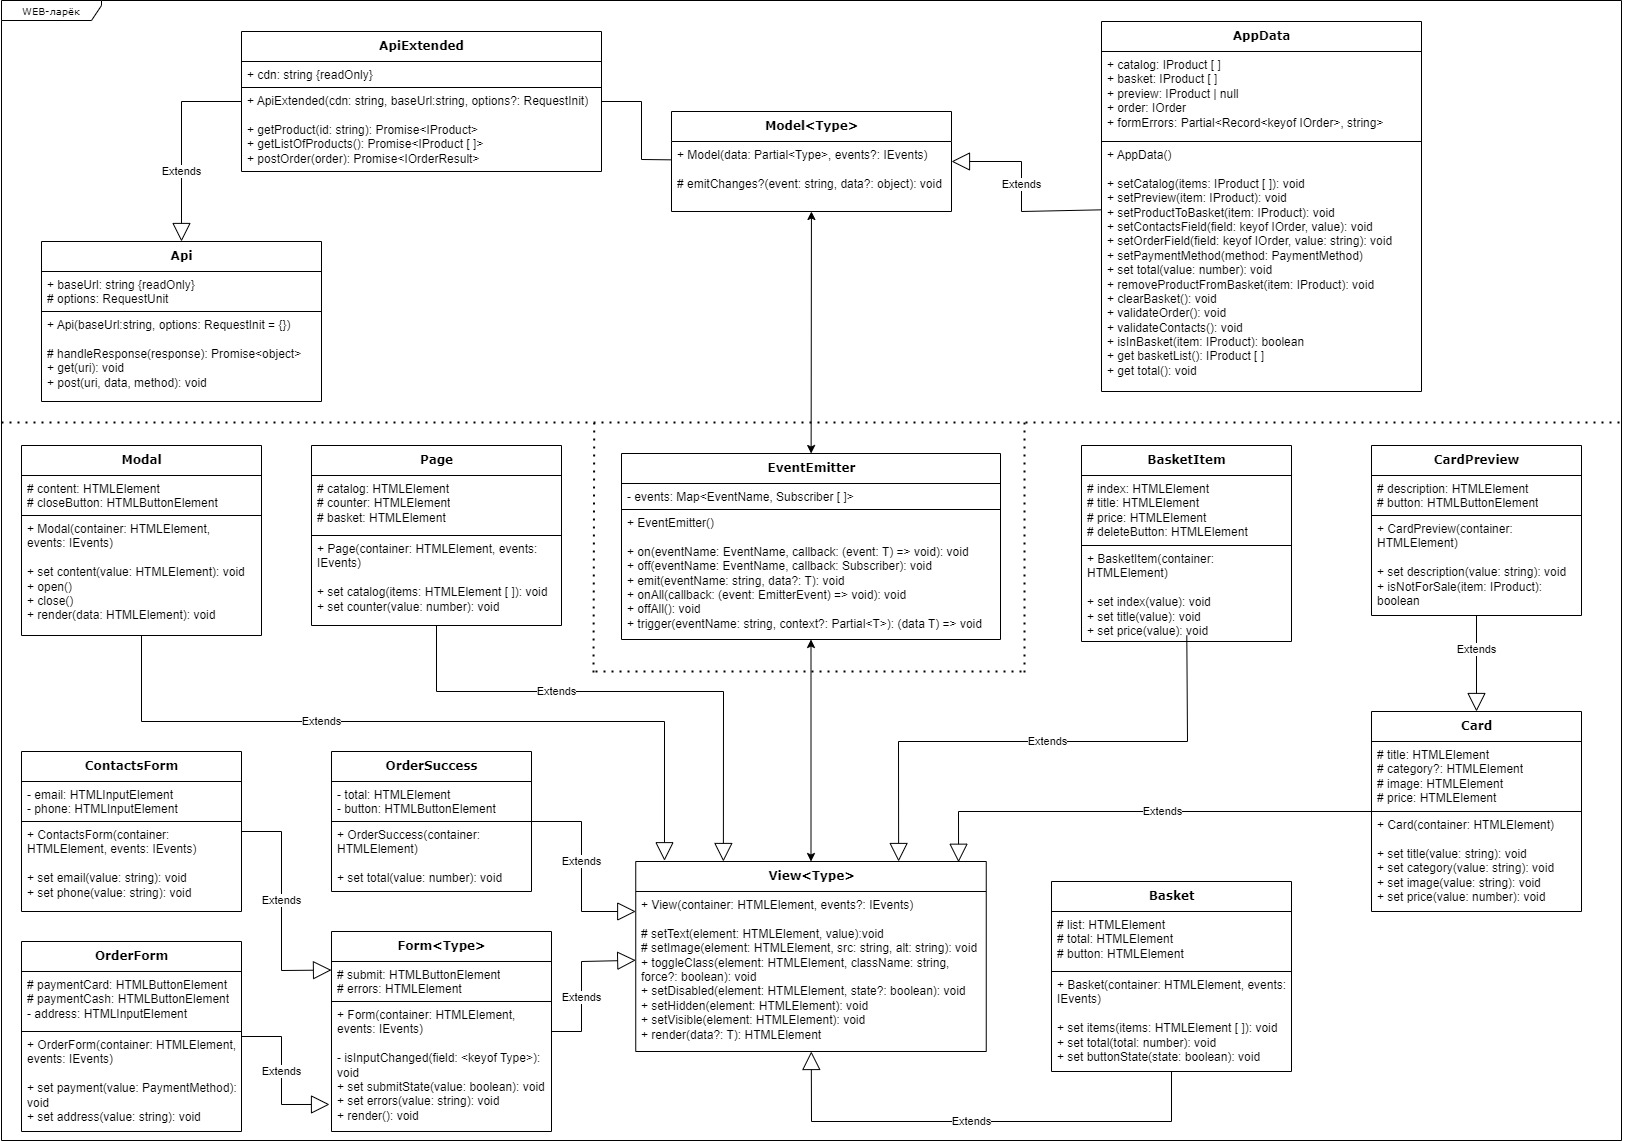 WEB-ларёк
ApiExtended
+ cdn: string {readOnly}
+ ApiExtended(cdn: string, baseUrl:string, options?: RequestInit)
+ getProduct(id: string): Promise<IProduct>
+ getListOfProducts(): Promise<IProduct [ ]>
+ postOrder(order): Promise<IOrderResult>
Extends
Api
+ baseUrl: string {readOnly}
# options: RequestUnit
+ Api(baseUrl:string, options: RequestInit = {})
# handleResponse(response): Promise<object>
+ get(uri): void
+ post(uri, data, method): void
Model<Type>
+ Model(data: Partial<Type>, events?: IEvents)
# emitChanges?(event: string, data?: object): void
Extends
AppData
+ catalog: IProduct [ ]
+ basket: IProduct [ ]
+ preview: IProduct | null
+ order: IOrder
+ formErrors: Partial<Record<keyof IOrder>, string>
+ AppData()
+ setCatalog(items: IProduct [ ]): void
+ setPreview(item: IProduct): void
+ setProductToBasket(item: IProduct): void
+ setContactsField(field: keyof IOrder, value): void
+ setOrderField(field: keyof IOrder, value: string): void
+ setPaymentMethod(method: PaymentMethod)
+ set total(value: number): void
+ removeProductFromBasket(item: IProduct): void
+ clearBasket(): void
+ validateOrder(): void
+ validateContacts(): void
+ isInBasket(item: IProduct): boolean
+ get basketList(): IProduct [ ]
+ get total(): void
Modal
# content: HTMLElement
# closeButton: HTMLButtonElement
+ Modal(container: HTMLElement,
events: IEvents)
+ set content(value: HTMLElement): void
+ open()
+ close()
+ render(data: HTMLElement): void
Page
# catalog: HTMLElement
# counter: HTMLElement
# basket: HTMLElement
+ Page(container: HTMLElement, events:
IEvents)
+ set catalog(items: HTMLElement [ ]): void
+ set counter(value: number): void
EventEmitter
- events: Map<EventName, Subscriber [ ]>
+ EventEmitter()
+ on(eventName: EventName, callback: (event: T) => void): void
+ off(eventName: EventName, callback: Subscriber): void
+ emit(eventName: string, data?: T): void
+ onAll(callback: (event: EmitterEvent) => void): void
+ offAll(): void
+ trigger(eventName: string, context?: Partial<T>): (data T) => void
BasketItem
# index: HTMLElement
# title: HTMLElement
# price: HTMLElement
# deleteButton: HTMLElement
+ BasketItem(container:
HTMLElement)
+ set index(value): void
+ set title(value): void
+ set price(value): void
CardPreview
# description: HTMLElement
# button: HTMLButtonElement
+ CardPreview(container:
HTMLElement)
+ set description(value: string): void
+ isNotForSale(item: IProduct):
boolean
Extends
Extends
Extends
Extends
Extends
ContactsForm
- email: HTMLInputElement
- phone: HTMLInputElement
+ ContactsForm(container:
HTMLElement, events: IEvents)
+ set email(value: string): void
+ set phone(value: string): void
Extends
OrderSuccess
- total: HTMLElement
- button: HTMLButtonElement
+ OrderSuccess(container:
HTMLElement)
+ set total(value: number): void
Extends
Card
# title: HTMLElement
# category?: HTMLElement
# image: HTMLElement
# price: HTMLElement
+ Card(container: HTMLElement)
+ set title(value: string): void
+ set category(value: string): void
+ set image(value: string): void
+ set price(value: number): void
OrderForm
# paymentCard: HTMLButtonElement
# paymentCash: HTMLButtonElement
- address: HTMLInputElement
+ OrderForm(container: HTMLElement,
events: IEvents)
+ set payment(value: PaymentMethod):
void
+ set address(value: string): void
Extends
Form<Type>
# submit: HTMLButtonElement
# errors: HTMLElement
+ Form(container: HTMLElement,
events: IEvents)
- isInputChanged(field: <keyof Type>):
void
+ set submitState(value: boolean): void
+ set errors(value: string): void
+ render(): void
Extends
View<Type>
+ View(container: HTMLElement, events?: IEvents)
# setText(element: HTMLElement, value):void
# setImage(element: HTMLElement, src: string, alt: string): void
+ toggleClass(element: HTMLElement, className: string,
force?: boolean): void
+ setDisabled(element: HTMLElement, state?: boolean): void
+ setHidden(element: HTMLElement): void
+ setVisible(element: HTMLElement): void
+ render(data?: T): HTMLElement
Basket
# list: HTMLElement
# total: HTMLElement
# button: HTMLElement
+ Basket(container: HTMLElement, events:
IEvents)
+ set items(items: HTMLElement [ ]): void
+ set total(total: number): void
+ set buttonState(state: boolean): void
Extends